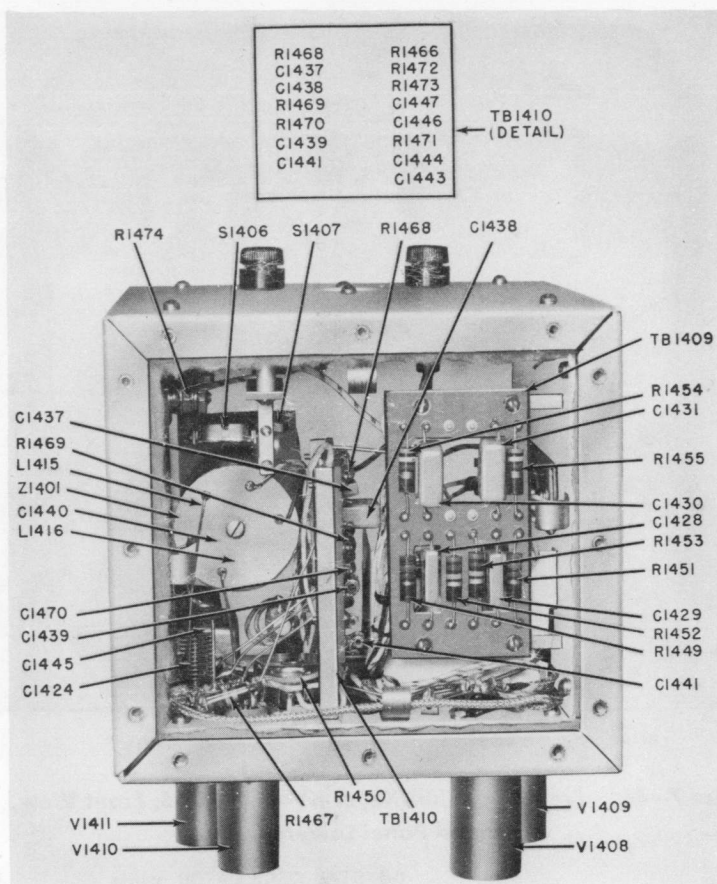 R1468 R1466
C1437 R1472
C1438 R1473
R1469 C1447
R1470 C1446
C1439 R1471
C1441 C1444
C1443
TB1410
(DETAIL)
R1474 S1406 S1407 R1468 C1438
TB1409
R1454
C1431
R1455
C1430
C1428
R1453
R1451
C1429
R1452
R1449
C1441
C1437
R1469
L1415
Z1401
C1440
L1416
C1470
C1439
C1445
C1424
V1411
V1410
R1467
R1450
TB1410
V1409
V1408